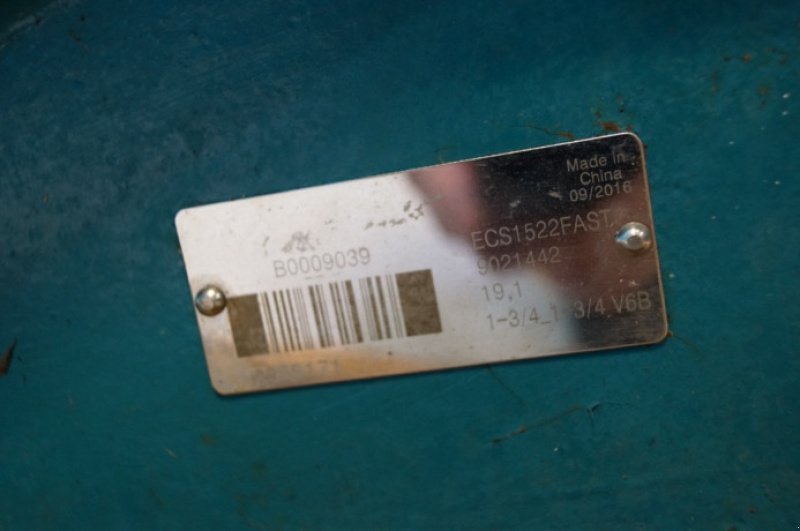 Made in
China
09/2016
B0009039
ECS1522FAST
9021442
19,1
1-3/4_1-3/4 V6B